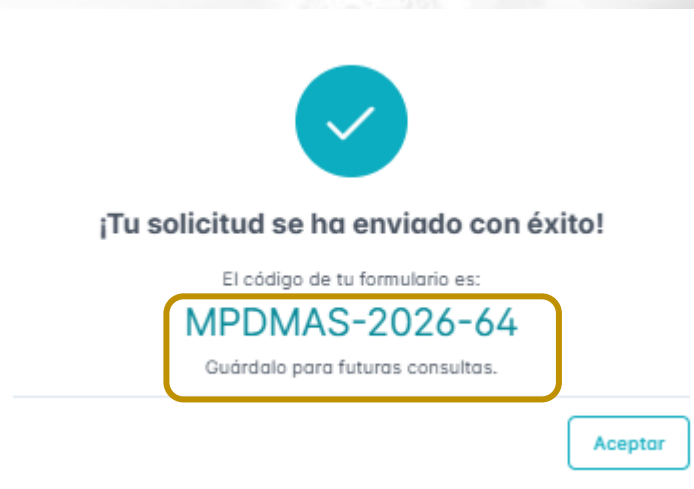 ¡Tu solicitud se ha enviado con éxito!
El código de tu formulario es:
MPDMAS-2026-64
Guárdalo para futuras consultas.
Aceptar